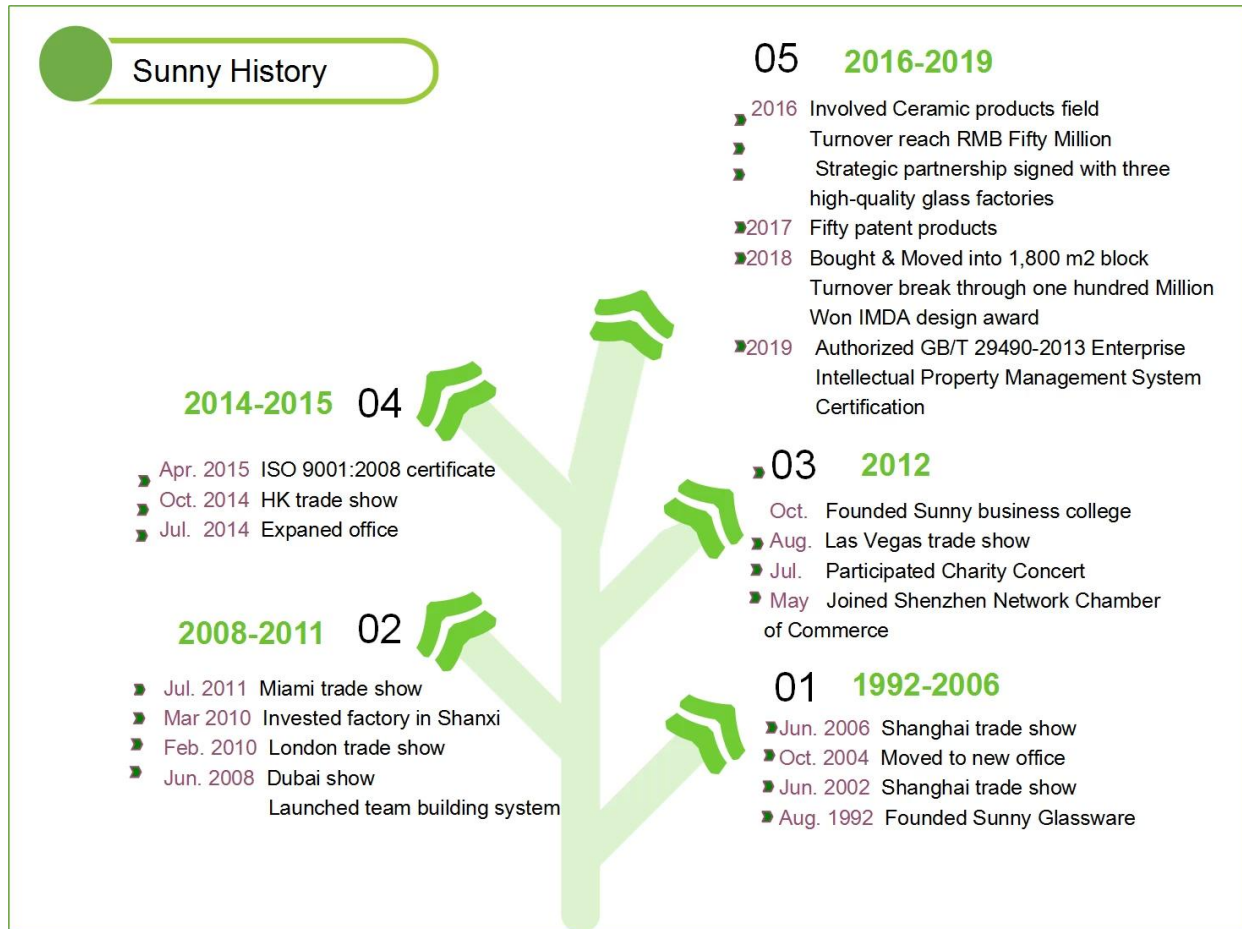 Sunny History
05 2016-2019
2016 Involved Ceramic products field
Turnover reach RMB Fifty Million
Strategic partnership signed with three
high-quality glass factories
2017 Fifty patent products
2018 Bought & Moved into 1,800 m2 block
Turnover break through one hundred Million
Won IMDA design award
2019 Authorized GB/T 29490-2013 Enterprise
Intellectual Property Management System
Certification
2014-2015 04
Apr. 2015 ISO 9001:2008 certificate
Oct. 2014 HK trade show
Jul. 2014 Expaned office
03 2012
Oct. Founded Sunny business college
Aug. Las Vegas trade show
Jul. Participated Charity Concert
May Joined Shenzhen Network Chamber
of Commerce
2008-2011 02
Jul. 2011 Miami trade show
Mar 2010 Invested factory in Shanxi
Feb. 2010 London trade show
Jun. 2008 Dubai show
Launched team building system
01 1992-2006
Jun. 2006 Shanghai trade show
Oct. 2004 Moved to new office
Jun. 2002 Shanghai trade show
Aug. 1992 Founded Sunny Glassware